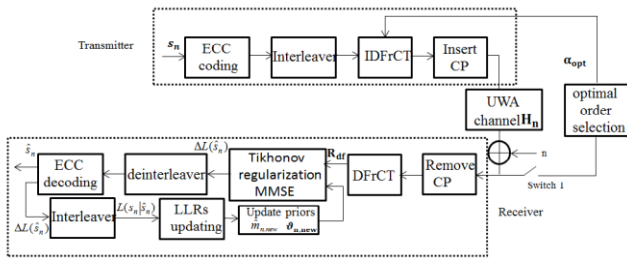 Transmitter
s_n
ECC
coding
Interleaver
IDFrCT
Insert
CP
α_opt
UWA
channel H_n
optimal
order
selection
n
Switch 1
Receiver
Remove
CP
DFrCT
R_df
Tikhonov
regularization
MMSE
ΔL(ŝ_n)
deinterleaver
ECC
decoding
ŝ_n
ΔL(ŝ_n)
Interleaver
L(s_n|ŝ_n)
LLRs
updating
Update priors
m_n,new ϑ_n,new